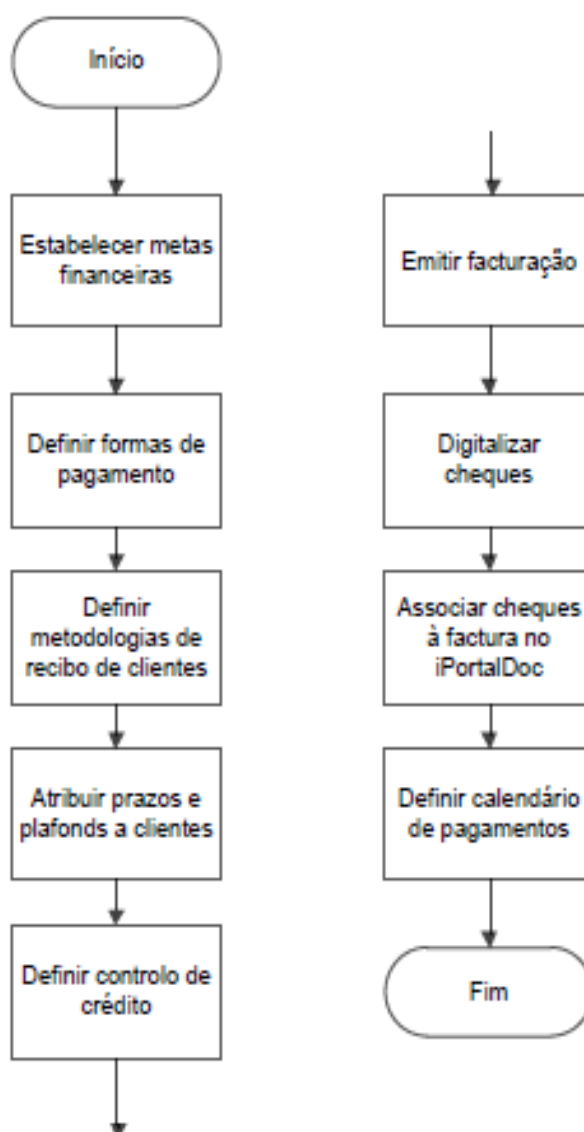 Início
Estabelecer metas
financeiras
Definir formas de
pagamento
Definir
metodologias de
recibo de clientes
Atribuir prazos e
plafonds a clientes
Definir controlo de
crédito
Emitir facturação
Digitalizar
cheques
Associar cheques
à factura no
iPortalDoc
Definir calendário
de pagamentos
Fim